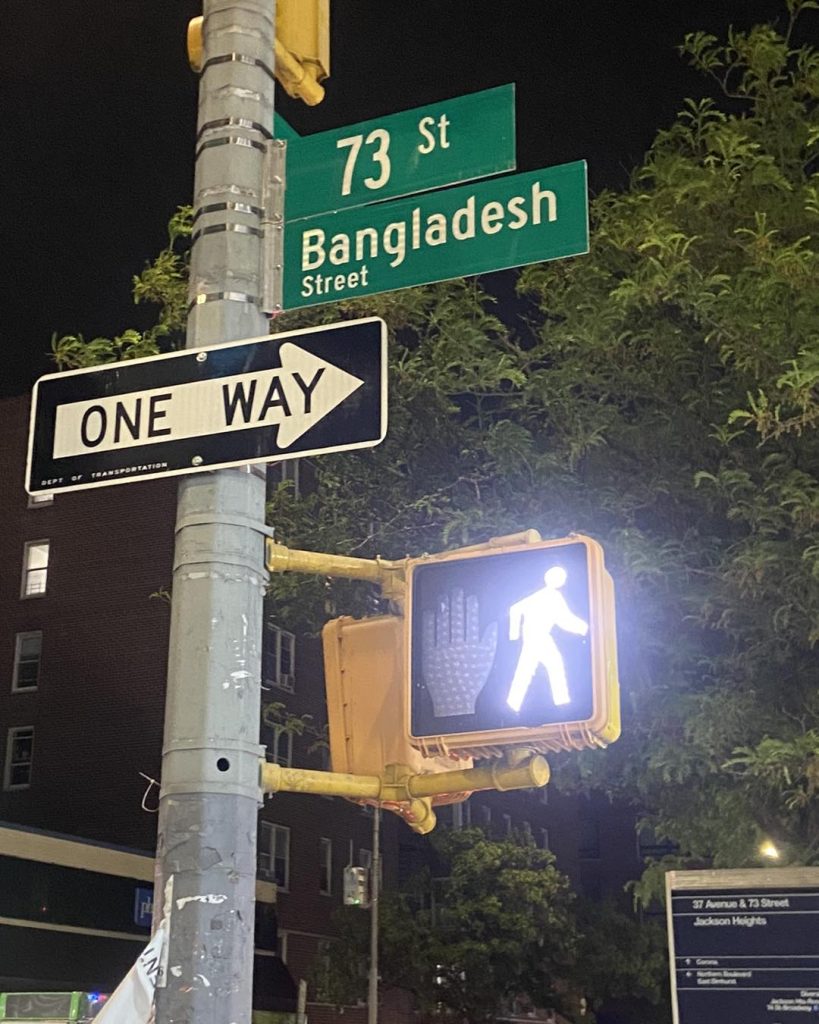 73 St
Bangladesh
Street
ONE WAY
DEPT OF TRANSPORTATION
37 Avenue & 73 Street
Jackson Heights
Corona
Northern Boulevard
East Elmhurst